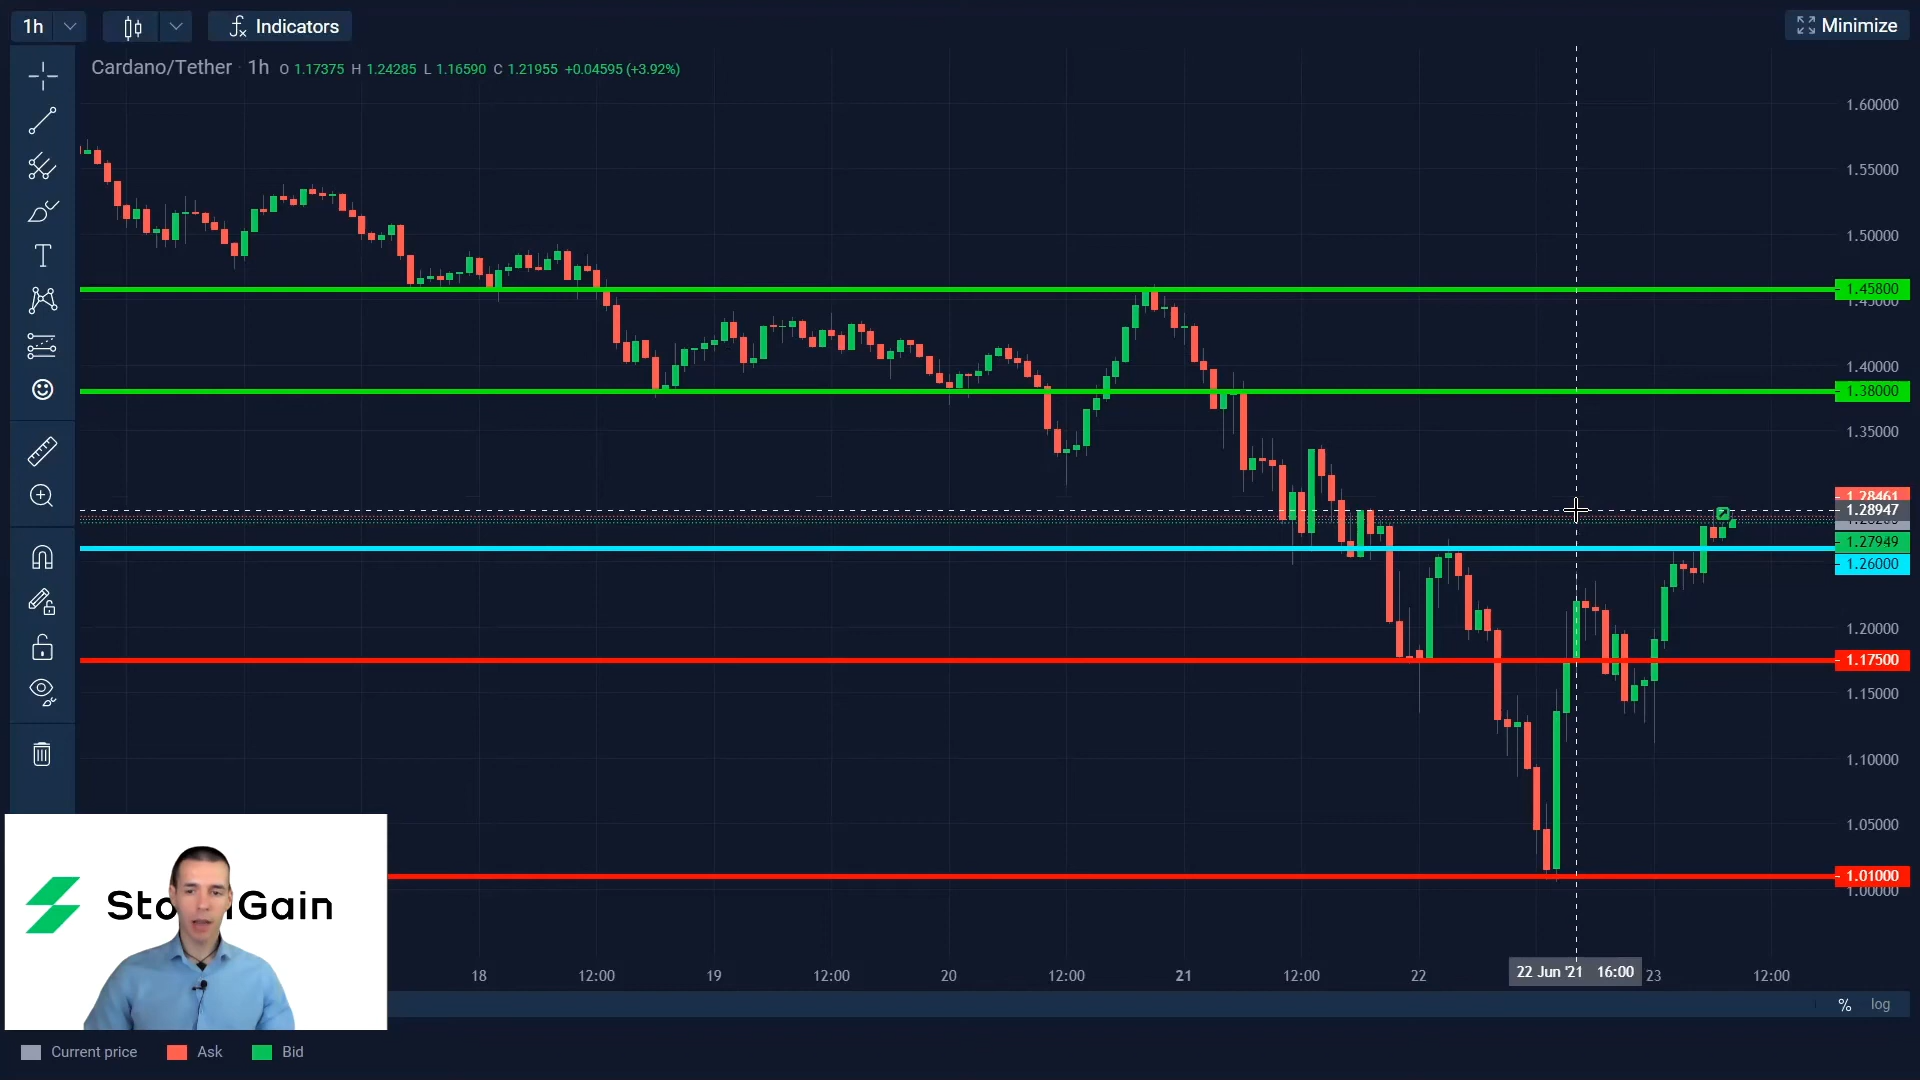 1h
Indicators
Minimize
Cardano/Tether · 1h O 1.17375 H 1.24285 L 1.16590 C 1.21955 +0.04595 (+3.92%)
1.60000
1.55000
1.50000
1.45800
1.45000
1.40000
1.38000
1.35000
1.28461
1.28947
1.27949
1.26000
1.20000
1.17500
1.15000
1.10000
1.05000
1.01000
1.00000
18 12:00 19 12:00 20 12:00 21 12:00 22 22 Jun '21 16:00 23 12:00
% log
Current price Ask Bid